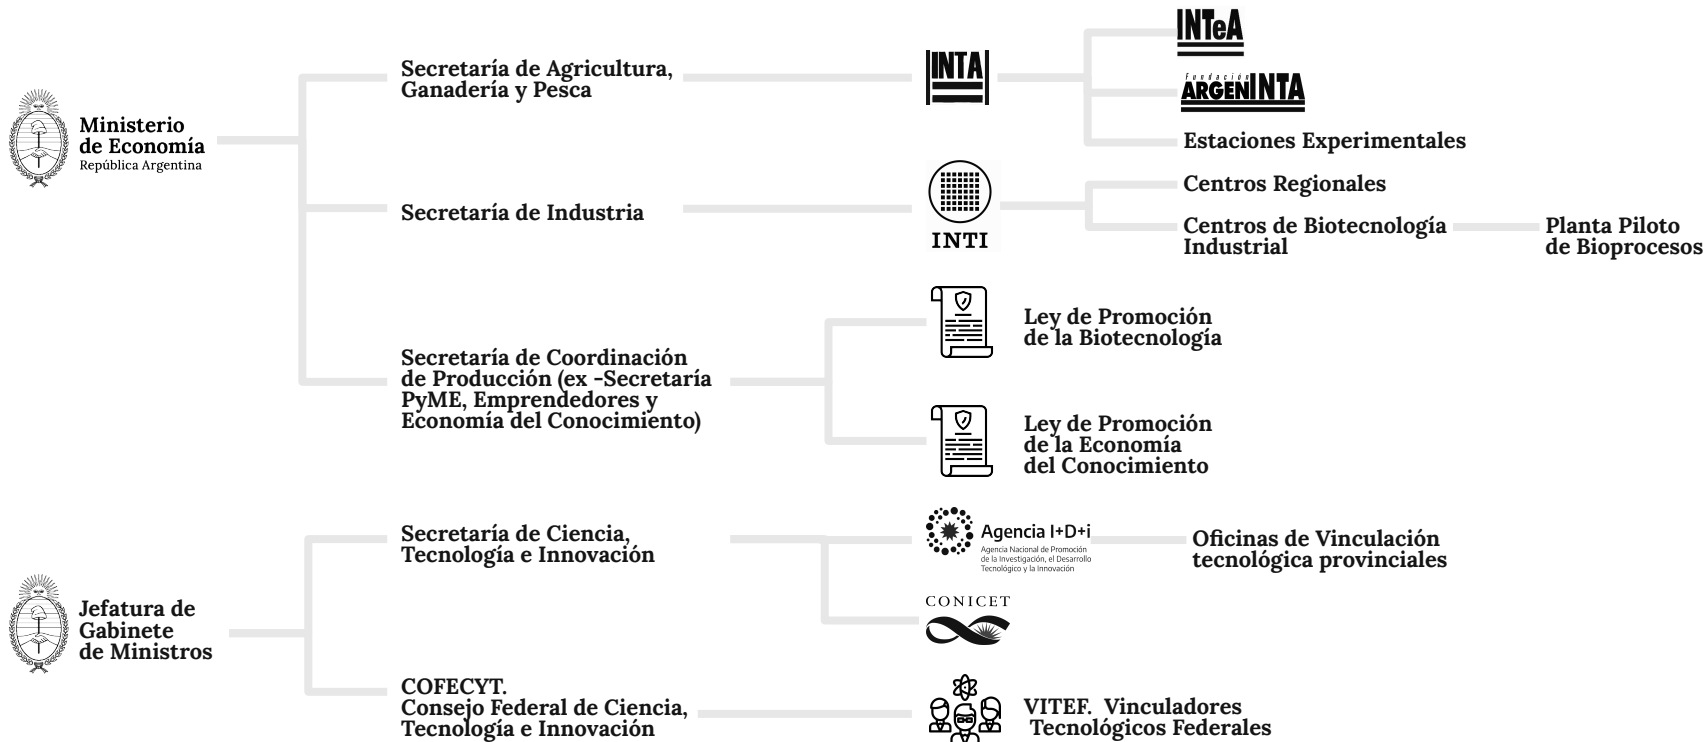 Ministerio
de Economía
República Argentina
Secretaría de Agricultura,
Ganadería y Pesca
INTA
INTeA
Fundación
ARGENINTA
Estaciones Experimentales
Secretaría de Industria
INTI
Centros Regionales
Centros de Biotecnología
Industrial
Planta Piloto
de Bioprocesos
Secretaría de Coordinación
de Producción (ex -Secretaría
PyME, Emprendedores y
Economía del Conocimiento)
Ley de Promoción
de la Biotecnología
Ley de Promoción
de la Economía
del Conocimiento
Jefatura de
Gabinete
de Ministros
Secretaría de Ciencia,
Tecnología e Innovación
Agencia I+D+i
Agencia Nacional de Promoción
de la Investigación, el Desarrollo
Tecnológico y la Innovación
Oficinas de Vinculación
tecnológica provinciales
CONICET
COFECYT.
Consejo Federal de Ciencia,
Tecnología e Innovación
VITEF.  Vinculadores
Tecnológicos Federales